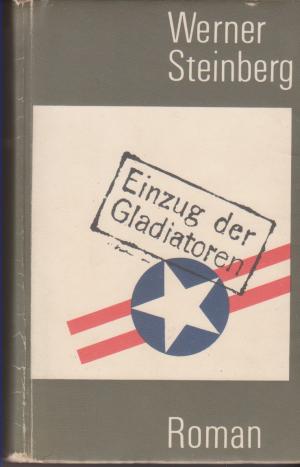 Werner
Steinberg
Einzug der
Gladiatoren
Roman